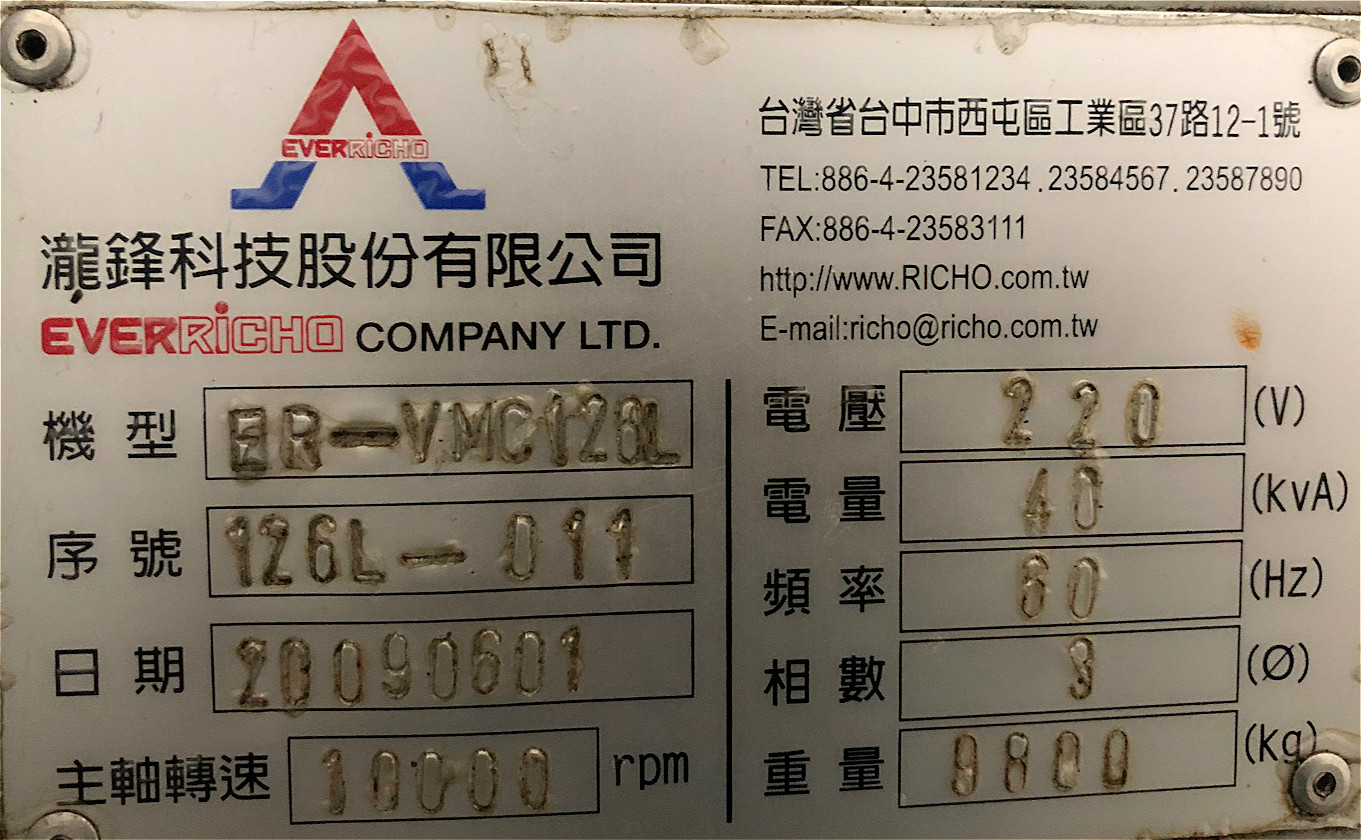 EVERRiCHO
瀧鋒科技股份有限公司
EVERRiCHO COMPANY LTD.
台灣省台中市西屯區工業區37路12-1號
TEL:886-4-23581234 . 23584567 . 23587890
FAX:886-4-23583111
http://www.RICHO.com.tw
E-mail:richo@richo.com.tw
機型 ER-VMC126L
序號 126L-011
日期 20090601
主軸轉速 10000 rpm
電壓 220 (V)
電量 40 (KvA)
頻率 60 (Hz)
相數 3 (Ø)
重量 9800 (kg)